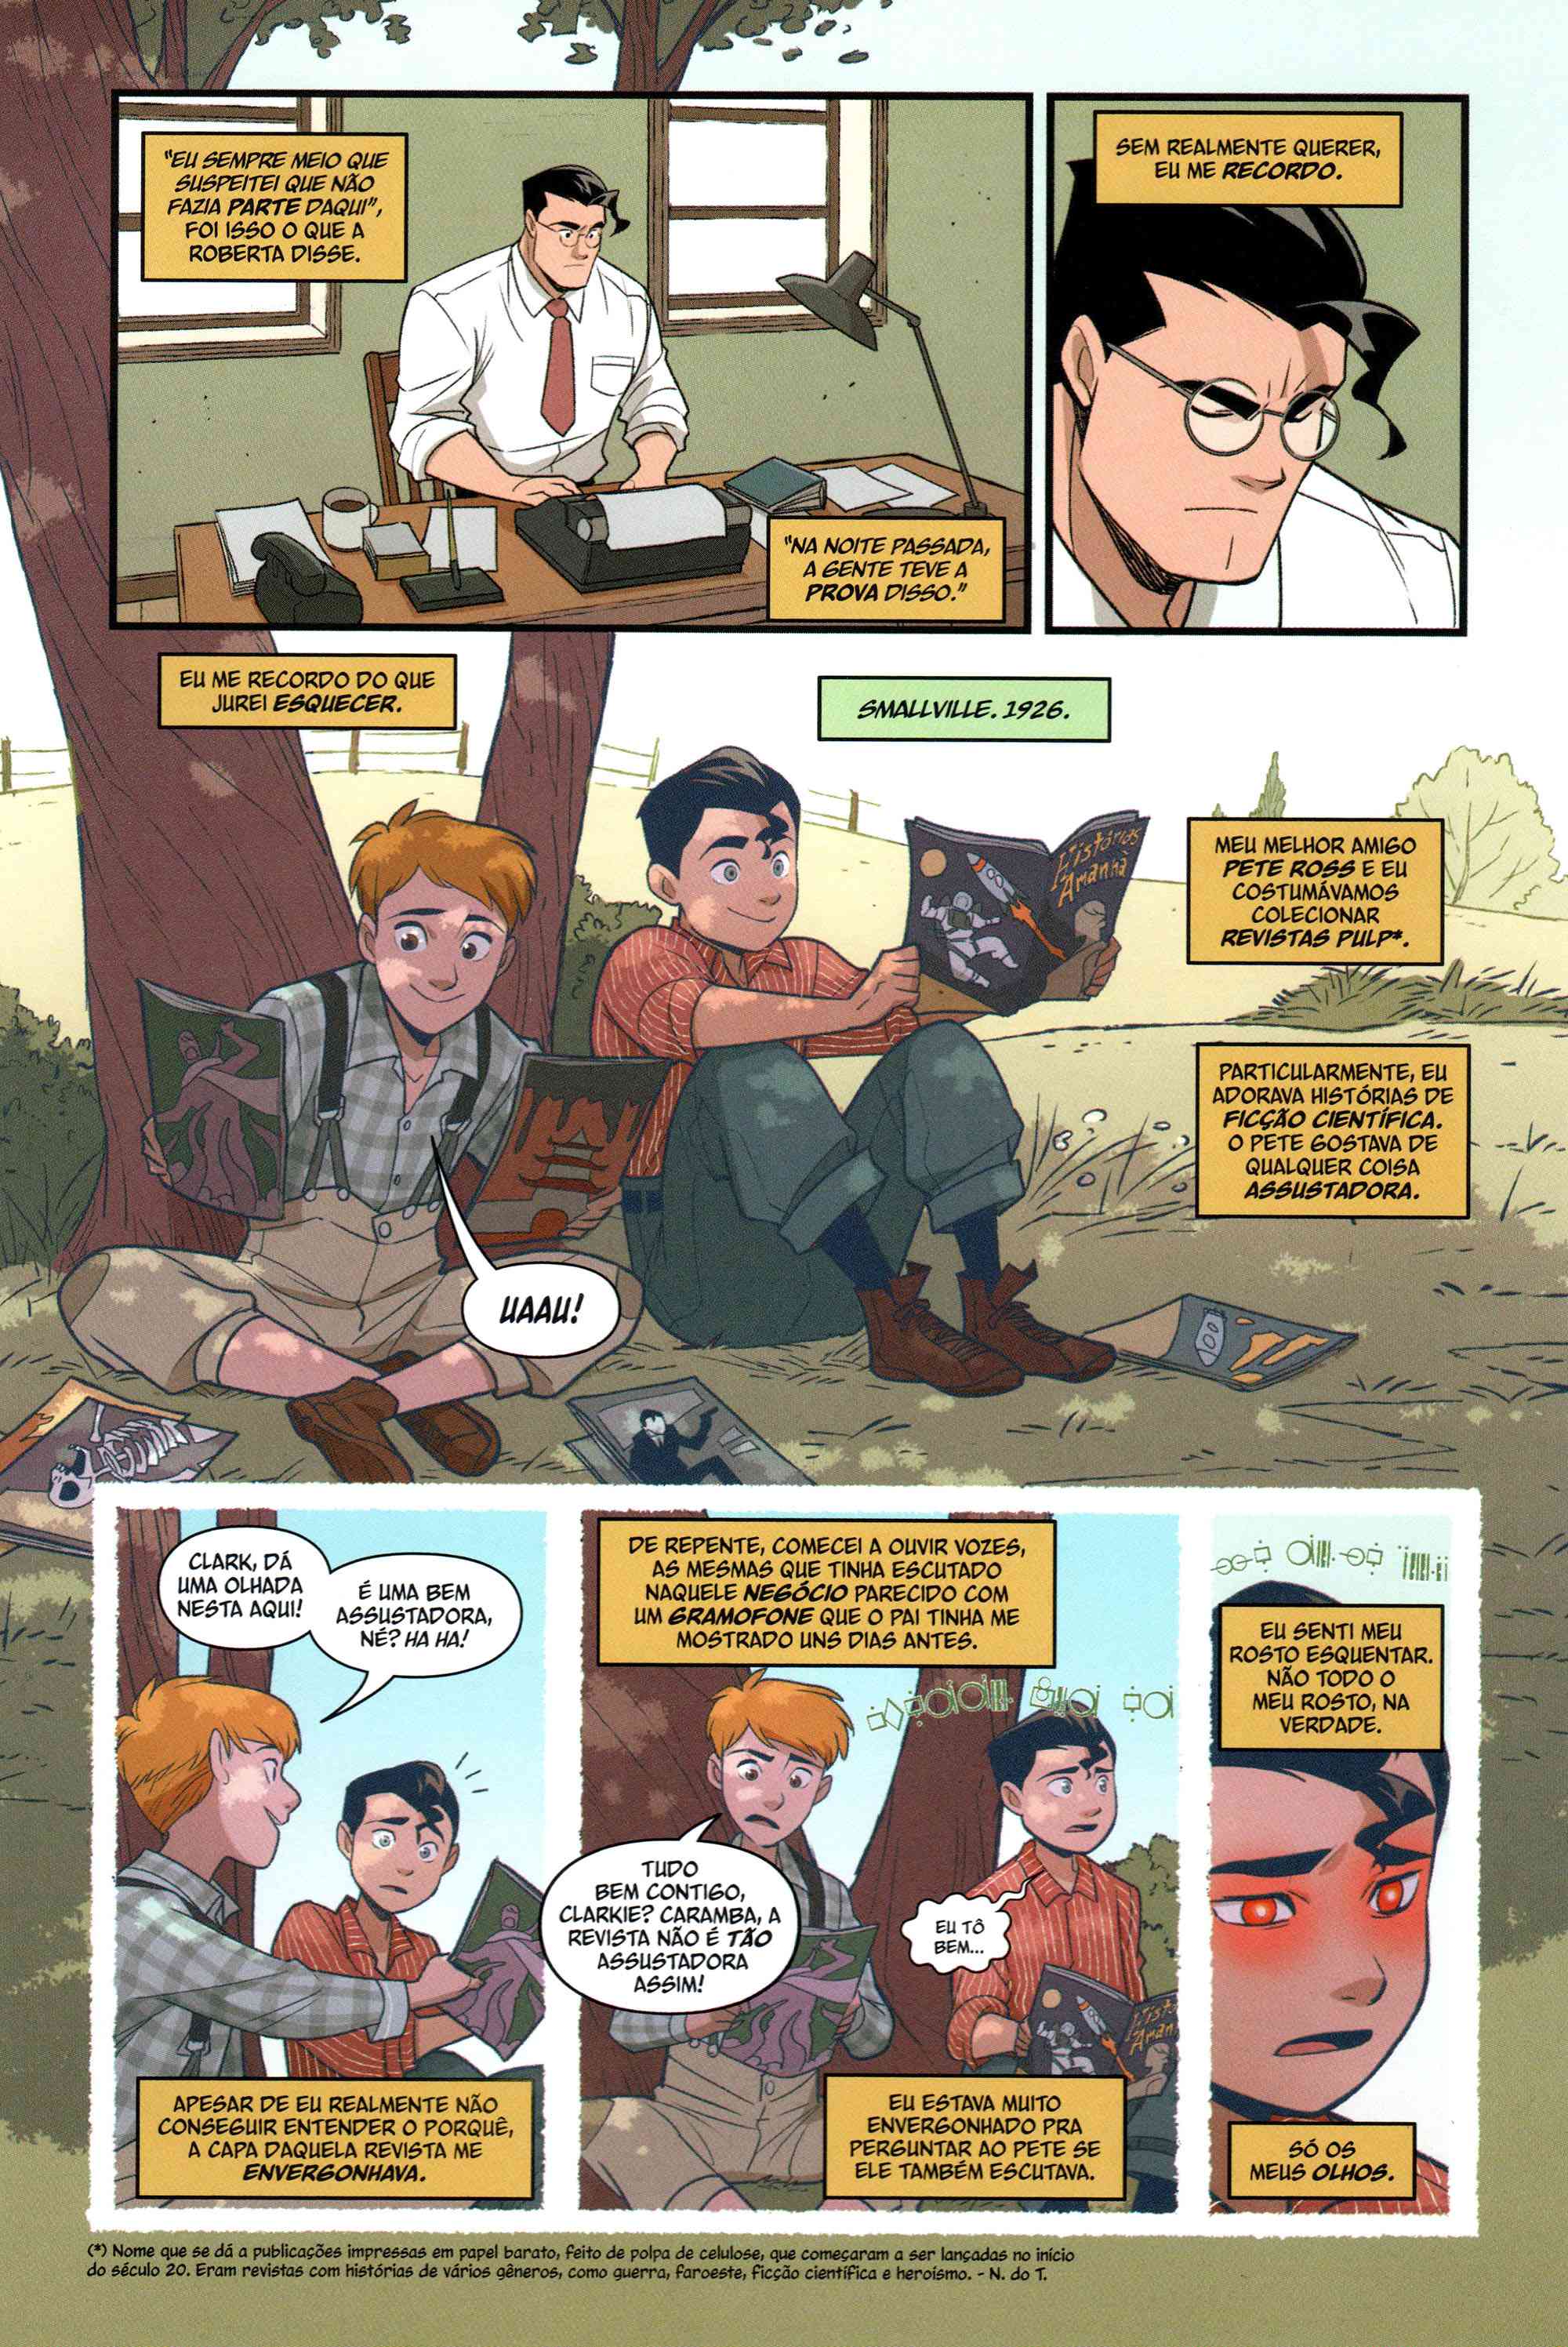 "EU SEMPRE MEIO QUE
SUSPEITEI QUE NÃO
FAZIA PARTE DAQUI",
FOI ISSO O QUE A
ROBERTA DISSE.
"NA NOITE PASSADA,
A GENTE TEVE A
PROVA DISSO."
SEM REALMENTE QUERER,
EU ME RECORDO.
EU ME RECORDO DO QUE
JUREI ESQUECER.
SMALLVILLE. 1926.
Histórias
Amanhã
MEU MELHOR AMIGO
PETE ROSS E EU
COSTUMÁVAMOS
COLECIONAR
REVISTAS PULP*.
PARTICULARMENTE, EU
ADORAVA HISTÓRIAS DE
FICÇÃO CIENTÍFICA.
O PETE GOSTAVA DE
QUALQUER COISA
ASSUSTADORA.
UAAU!
CLARK, DÁ
UMA OLHADA
NESTA AQUI!
É UMA BEM
ASSUSTADORA,
NÉ? HA HA!
APESAR DE EU REALMENTE NÃO
CONSEGUIR ENTENDER O PORQUÊ,
A CAPA DAQUELA REVISTA ME
ENVERGONHAVA.
DE REPENTE, COMECEI A OUVIR VOZES,
AS MESMAS QUE TINHA ESCUTADO
NAQUELE NEGÓCIO PARECIDO COM
UM GRAMOFONE QUE O PAI TINHA ME
MOSTRADO UNS DIAS ANTES.
TUDO
BEM CONTIGO,
CLARKIE? CARAMBA, A
REVISTA NÃO É TÃO
ASSUSTADORA
ASSIM!
EU TÔ
BEM...
EU ESTAVA MUITO
ENVERGONHADO PRA
PERGUNTAR AO PETE SE
ELE TAMBÉM ESCUTAVA.
EU SENTI MEU
ROSTO ESQUENTAR.
NÃO TODO O
MEU ROSTO, NA
VERDADE.
SÓ OS
MEUS OLHOS.
(*) Nome que se dá a publicações impressas em papel barato, feito de polpa de celulose, que começaram a ser lançadas no início
do século 20. Eram revistas com histórias de vários gêneros, como guerra, faroeste, ficção científica e heroísmo. - N. do T.